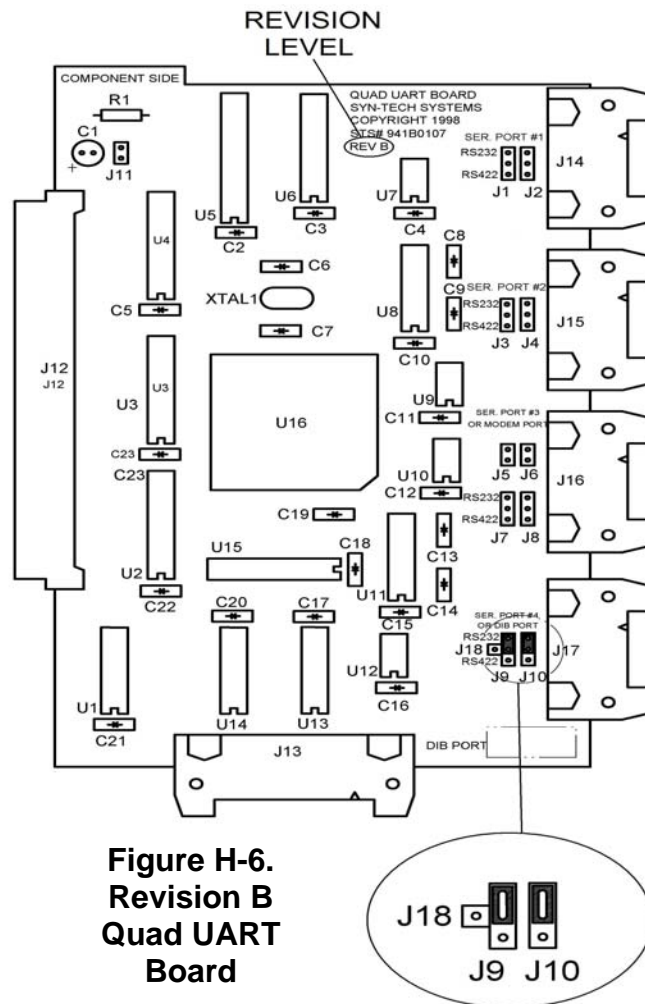 REVISION
LEVEL
COMPONENT SIDE
R1
C1
+
J11
QUAD UART BOARD
SYN-TECH SYSTEMS
COPYRIGHT 1998
STS# 941B0107
REV B
SER. PORT #1
RS232
RS422
J1 J2
J14
U5
U6
U7
C2
C3
C4
U4
C5
C6
XTAL1
C7
C8
C9
U8
C10
SER. PORT #2
RS232
RS422
J3 J4
J15
J12
J12
U3
U3
C23
C23
U16
U9
C11
U10
C12
SER. PORT #3
OR MODEM PORT
J5 J6
RS232
RS422
J7 J8
J16
C19
U15
C18
U11
C13
C14
C15
U2
C22
C20
C17
SER. PORT #4,
OR DIB PORT
RS232
J18
RS422
J9 J10
J17
U1
C21
U14
U13
U12
C16
J13
DIB PORT
Figure H-6.
Revision B
Quad UART
Board
J18
J9 J10